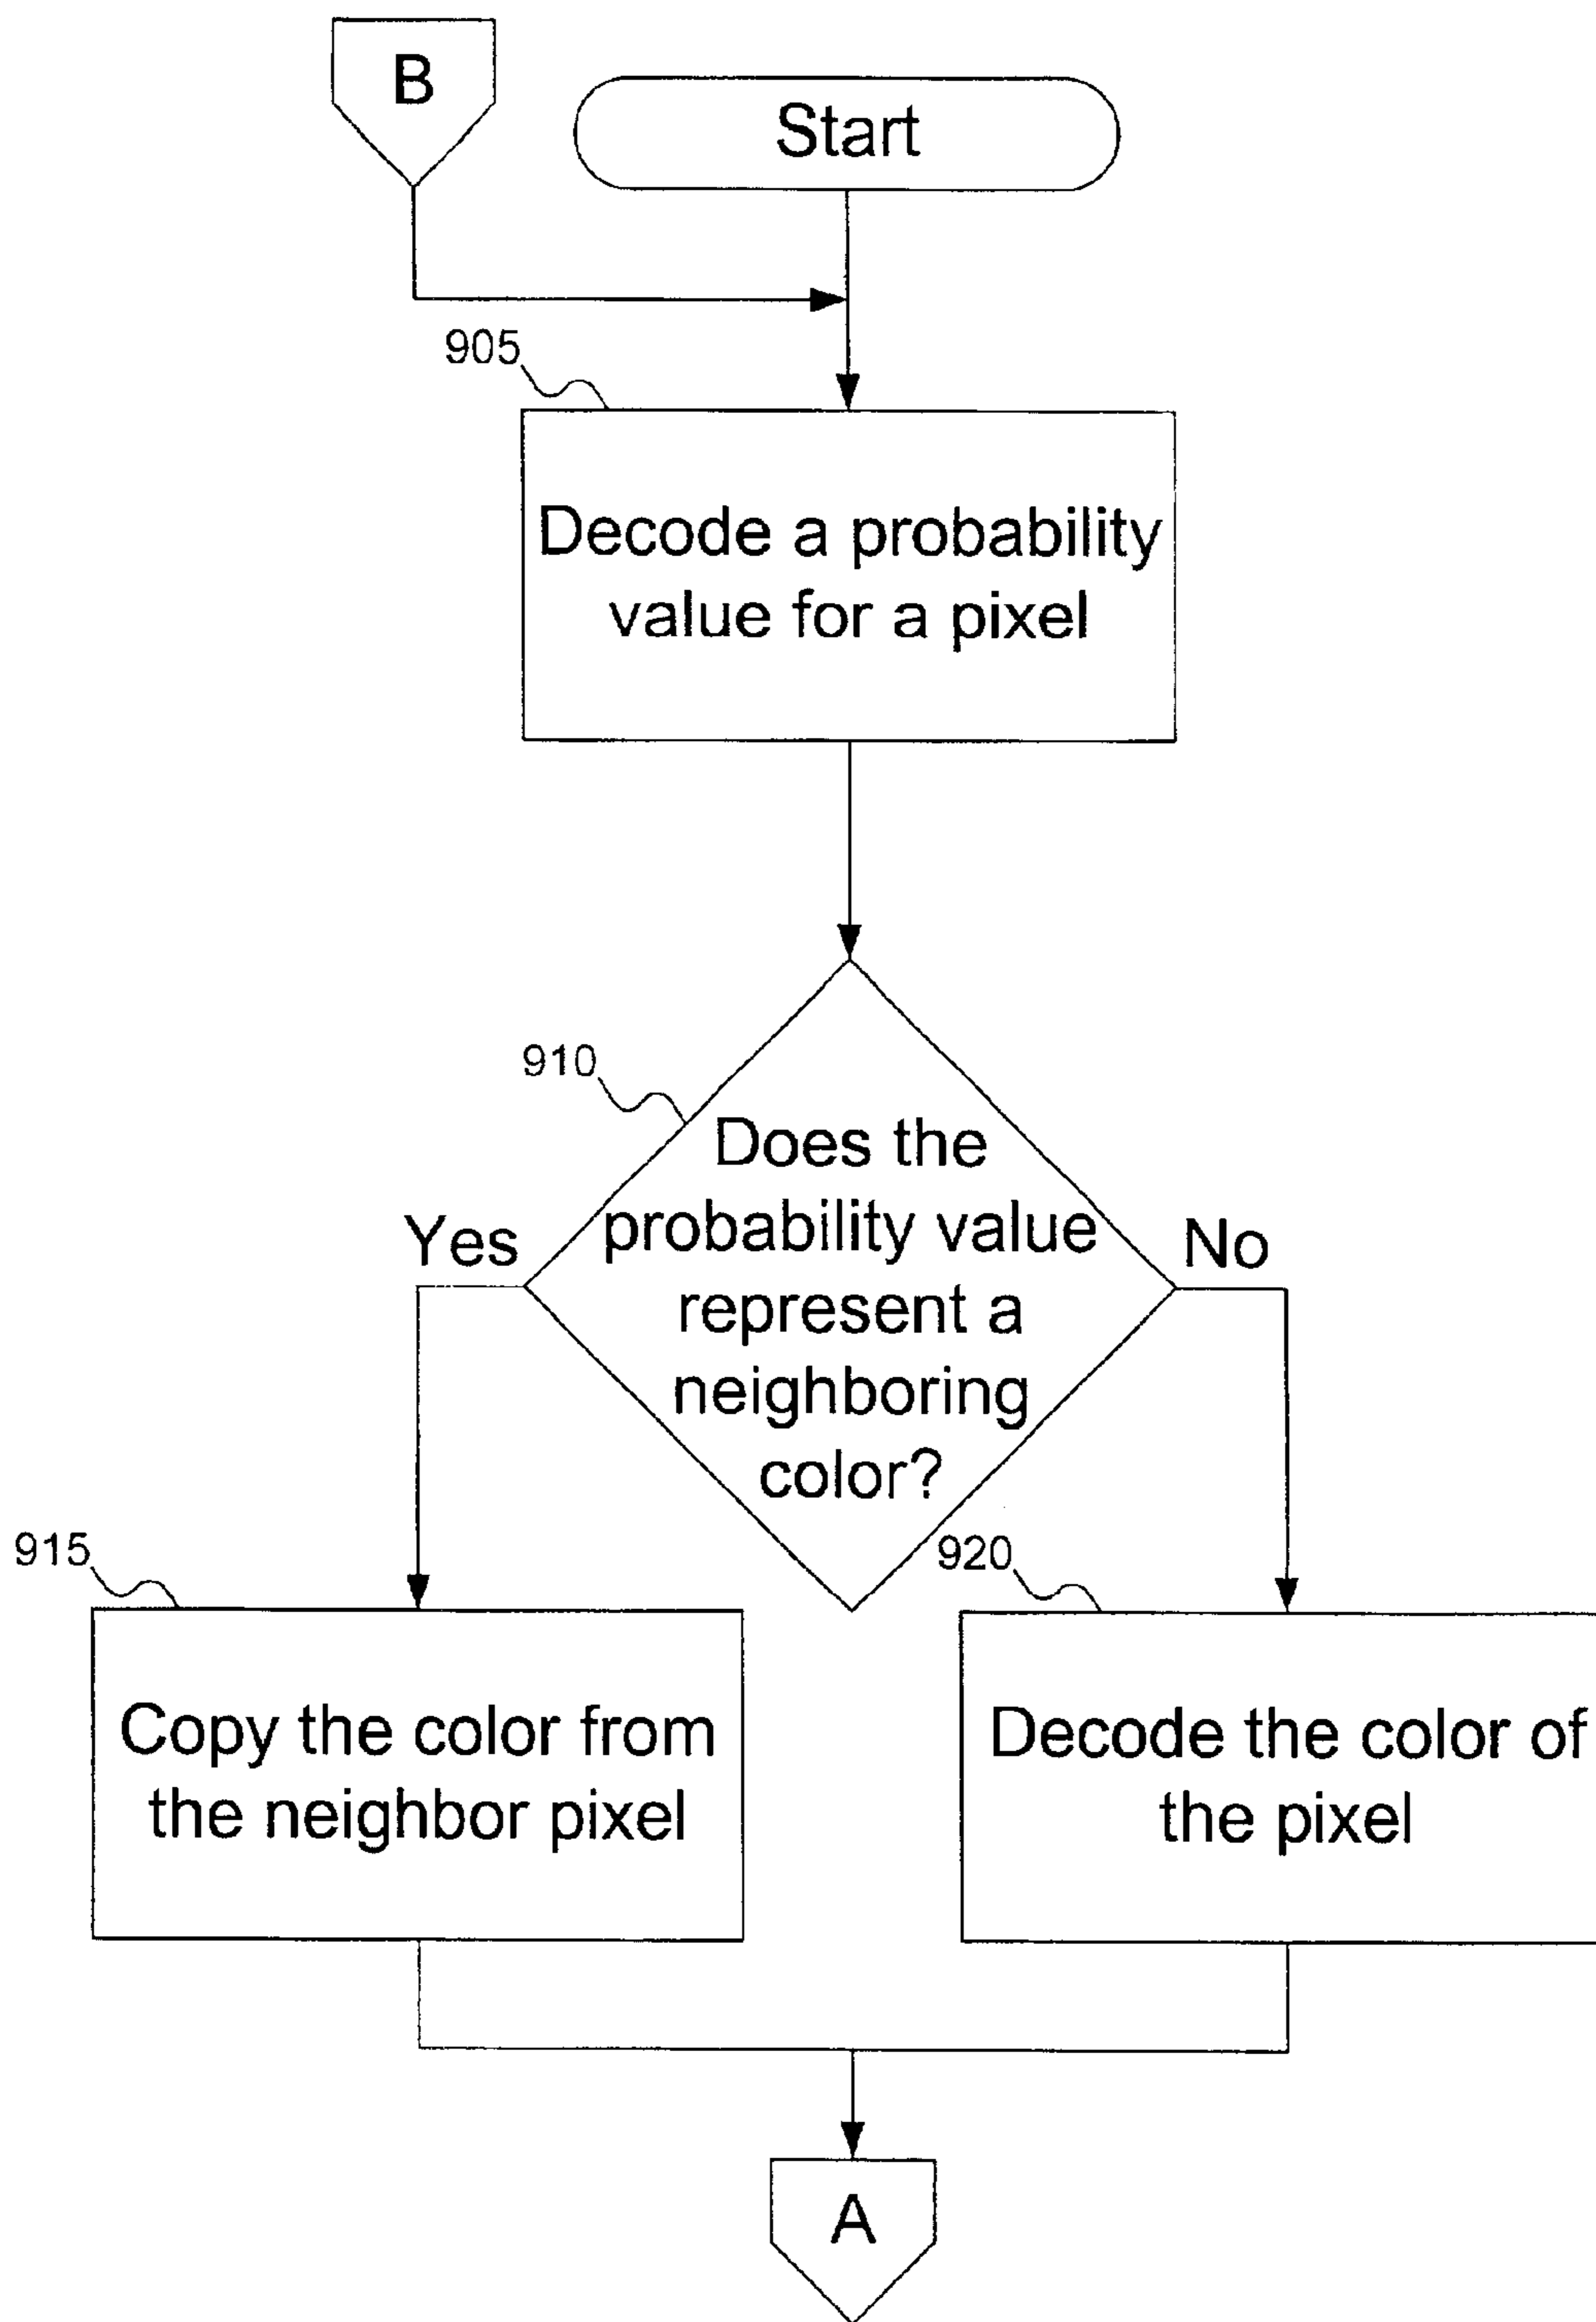 B
Start
905
Decode a probability
value for a pixel
910
Does the
probability value
represent a
neighboring
color?
Yes
No
915
Copy the color from
the neighbor pixel
920
Decode the color of
the pixel
A